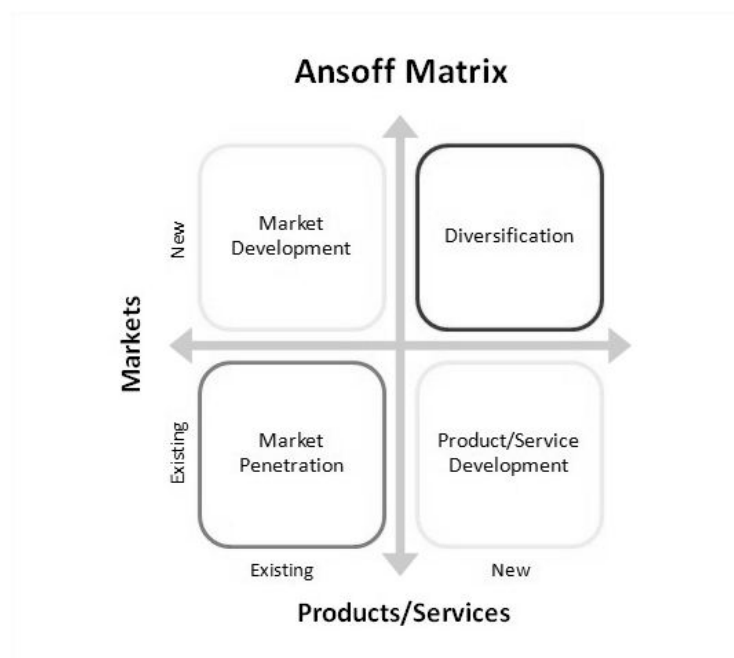 Ansoff Matrix
New
Market
Development
Diversification
Markets
Existing
Market
Penetration
Product/Service
Development
Existing
New
Products/Services